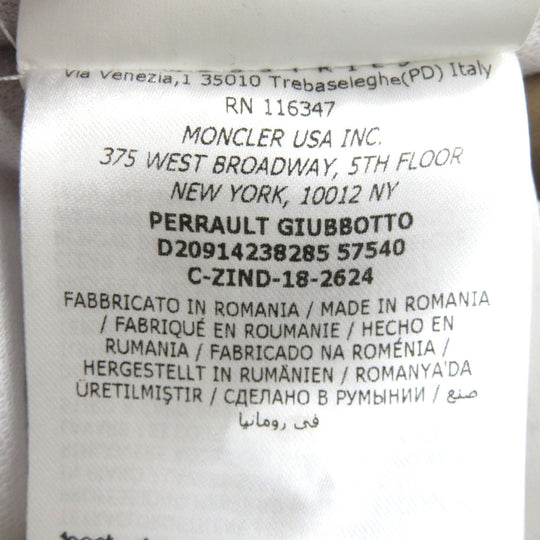 Via Venezia,1 35010 Trebaseleghe(PD) Italy
RN 116347
MONCLER USA INC.
375 WEST BROADWAY, 5TH FLOOR
NEW YORK, 10012 NY
PERRAULT GIUBBOTTO
D20914238285 57540
C-ZIND-18-2624
FABBRICATO IN ROMANIA / MADE IN ROMANIA
/ FABRIQUÉ EN ROUMANIE / HECHO EN
RUMANIA / FABRICADO NA ROMÉNIA /
HERGESTELLT IN RUMÄNIEN / ROMANYA'DA
ÜRETILMIŞTIR / СДЕЛАНО В РУМЫНИИ / صنع
في رومانيا